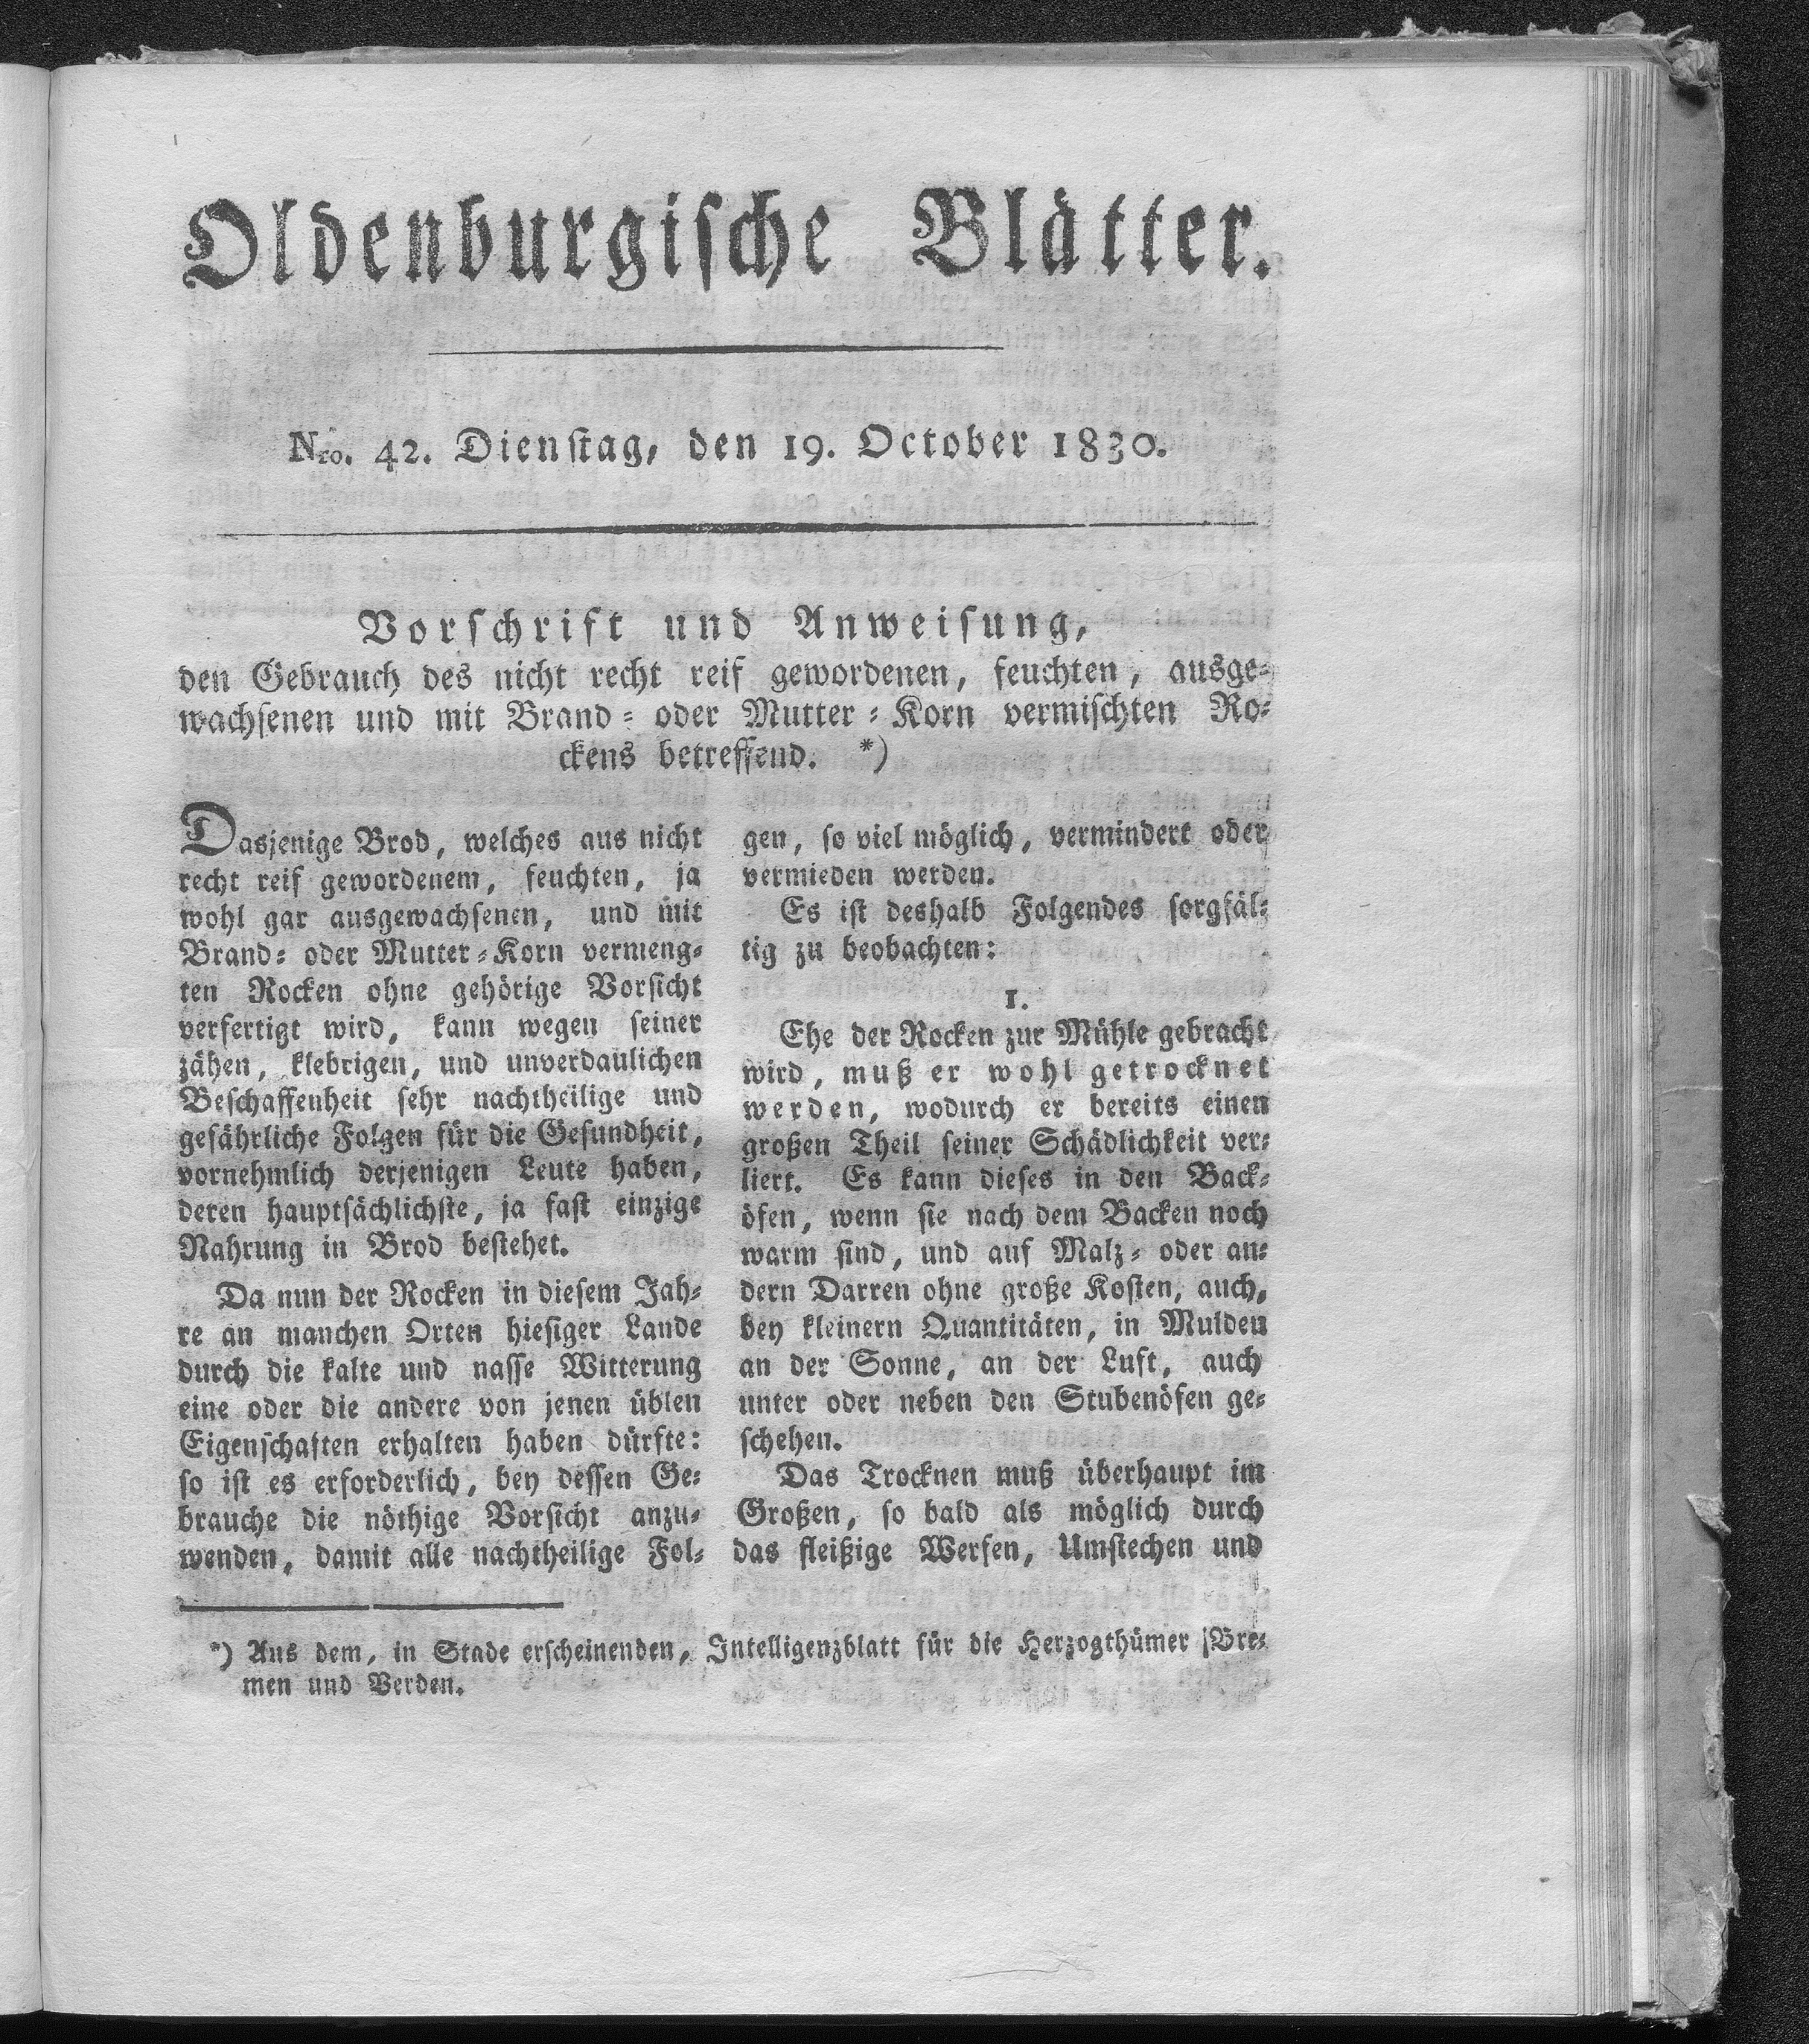 Oldenburgische Blätter.
Nro. 42. Dienstag, den 19. October 1830.
Vorschrift und Anweisung,
den Gebrauch des nicht recht reif gewordenen, feuchten, ausge-
wachsenen und mit Brand- oder Mutter-Korn vermischten Ro-
ckens betreffend. *)
Dasjenige Brod, welches aus nicht
recht reif gewordenem, feuchten, ja
wohl gar ausgewachsenen, und mit
Brand- oder Mutter-Korn vermeng-
ten Rocken ohne gehörige Vorsicht
verfertigt wird, kann wegen seiner
zähen, klebrigen, und unverdaulichen
Beschaffenheit sehr nachtheilige und
gefährliche Folgen für die Gesundheit,
vornehmlich derjenigen Leute haben,
deren hauptsächlichste, ja fast einzige
Nahrung in Brod bestehet.
Da nun der Rocken in diesem Jah-
re an manchen Orten hiesiger Lande
durch die kalte und nasse Witterung
eine oder die andere von jenen üblen
Eigenschaften erhalten haben dürfte:
so ist es erforderlich, bey dessen Ge-
brauche die nöthige Vorsicht anzu-
wenden, damit alle nachtheilige Fol-
gen, so viel möglich, vermindert oder
vermieden werden.
Es ist deshalb Folgendes sorgfäl-
tig zu beobachten:
1.
Ehe der Rocken zur Mühle gebracht
wird, muß er wohl getrocknet
werden, wodurch er bereits einen
großen Theil seiner Schädlichkeit ver-
liert. Es kann dieses in den Back-
öfen, wenn sie nach dem Backen noch
warm sind, und auf Malz- oder an-
dern Darren ohne große Kosten, auch,
bey kleinern Quantitäten, in Mulden
an der Sonne, an der Luft, auch
unter oder neben den Stubenöfen ge-
schehen.
Das Trocknen muß überhaupt im
Großen, so bald als möglich durch
das fleißige Werfen, Umstechen und
*) Aus dem, in Stade erscheinenden, Intelligenzblatt für die Herzogthümer Bre-
men und Verden.